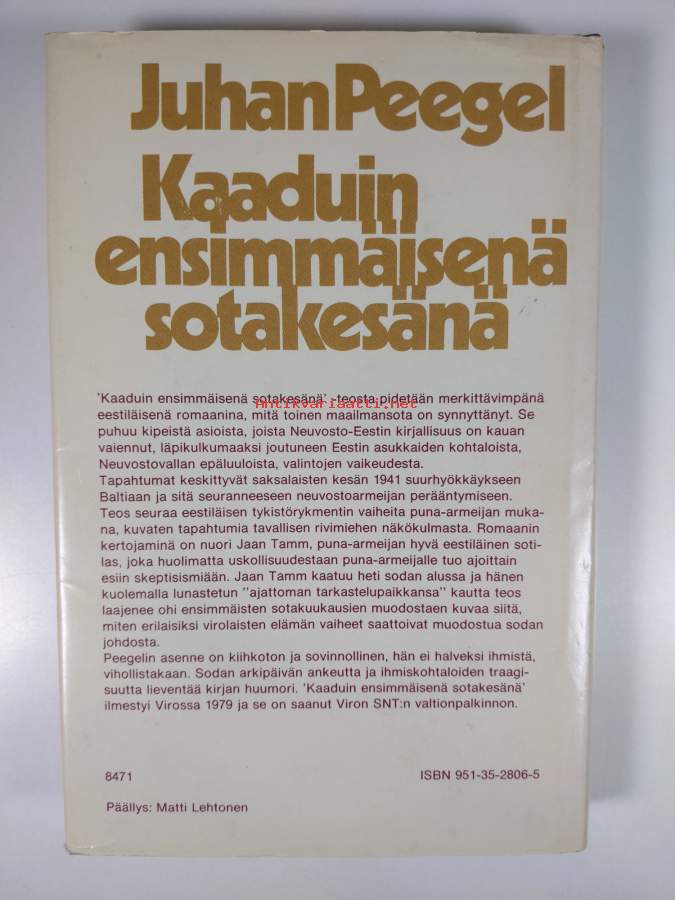 Juhan Peegel
Kaaduin
ensimmäisenä
sotakesänä
'Kaaduin ensimmäisenä sotakesänä' -teosta pidetään merkittävimpänä
antikvariaatti.net
eestiläisenä romaanina, mitä toinen maailmansota on synnyttänyt. Se
puhuu kipeistä asioista, joista Neuvosto-Eestin kirjallisuus on kauan
vaiennut, läpikulkumaaksi joutuneen Eestin asukkaiden kohtaloista,
Neuvostovallan epäluuloista, valintojen vaikeudesta.
Tapahtumat keskittyvät saksalaisten kesän 1941 suurhyökkäykseen
Baltiaan ja sitä seuranneeseen neuvostoarmeijan perääntymiseen.
Teos seuraa eestiläisen tykistörykmentin vaiheita puna-armeijan muka-
na, kuvaten tapahtumia tavallisen rivimiehen näkökulmasta. Romaanin
kertojaminä on nuori Jaan Tamm, puna-armeijan hyvä eestiläinen soti-
las, joka huolimatta uskollisuudestaan puna-armeijalle tuo ajoittain
esiin skeptisismiään. Jaan Tamm kaatuu heti sodan alussa ja hänen
kuolemalla lunastetun "ajattoman tarkastelupaikkansa" kautta teos
laajenee ohi ensimmäisten sotakuukausien muodostaen kuvaa siitä,
miten erilaisiksi virolaisten elämän vaiheet saattoivat muodostua sodan
johdosta.
Peegelin asenne on kiihkoton ja sovinnollinen, hän ei halveksi ihmistä,
vihollistakaan. Sodan arkipäivän ankeutta ja ihmiskohtaloiden traagi-
suutta lieventää kirjan huumori. 'Kaaduin ensimmäisenä sotakesänä'
ilmestyi Virossa 1979 ja se on saanut Viron SNT:n valtionpalkinnon.
8471
ISBN 951-35-2806-5
Päällys: Matti Lehtonen